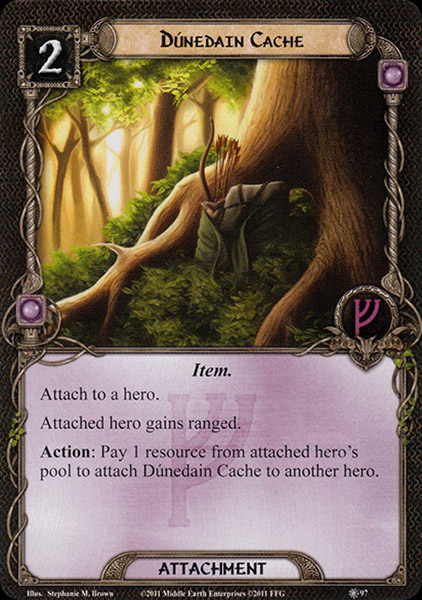 2
DÚNEDAIN CACHE
Item.
Attach to a hero.
Attached hero gains ranged.
Action: Pay 1 resource from attached hero's
pool to attach Dúnedain Cache to another hero.
ATTACHMENT
Illus. Stephanie M. Brown ©2011 Middle Earth Enterprises ©2011 FFG 97